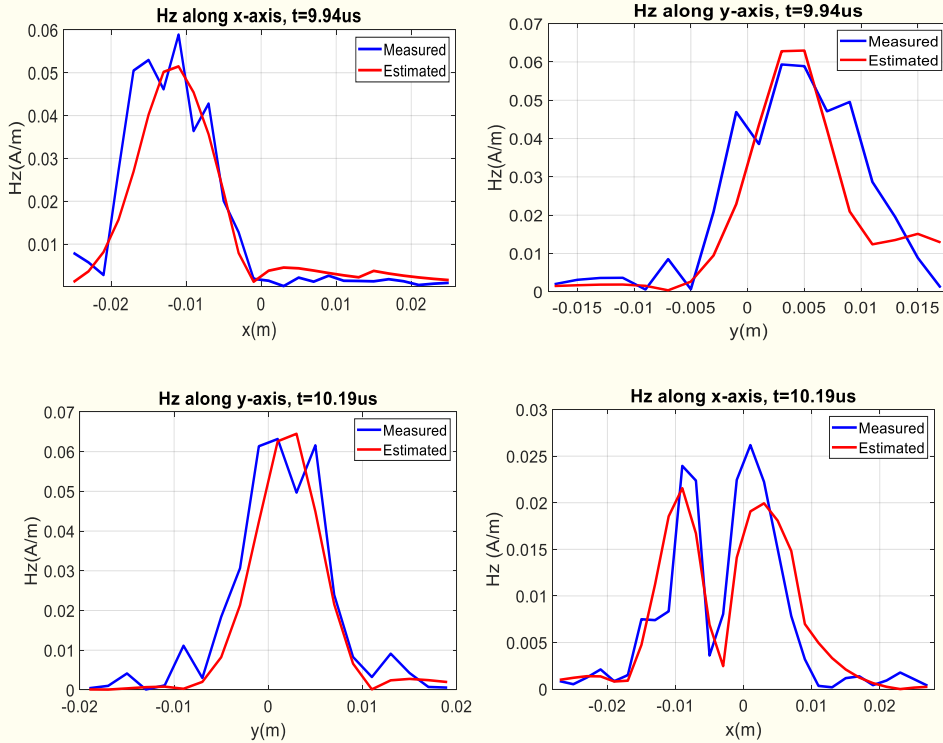 Hz along x-axis, t=9.94us
0.06
0.05
0.04
0.03
0.02
0.01
Hz(A/m)
Measured
Estimated
-0.02
-0.01
0
0.01
0.02
x(m)
Hz along y-axis, t=9.94us
0.07
0.06
0.05
0.04
0.03
0.02
0.01
0
Hz(A/m)
Measured
Estimated
-0.015
-0.01
-0.005
0
0.005
0.01
0.015
y(m)
Hz along y-axis, t=10.19us
0.07
0.06
0.05
0.04
0.03
0.02
0.01
0
Hz(A/m)
Measured
Estimated
-0.02
-0.01
0
0.01
0.02
y(m)
Hz along x-axis, t=10.19us
0.03
0.025
0.02
0.015
0.01
0.005
0
Hz (A/m)
Measured
Estimated
-0.02
-0.01
0
0.01
0.02
x(m)